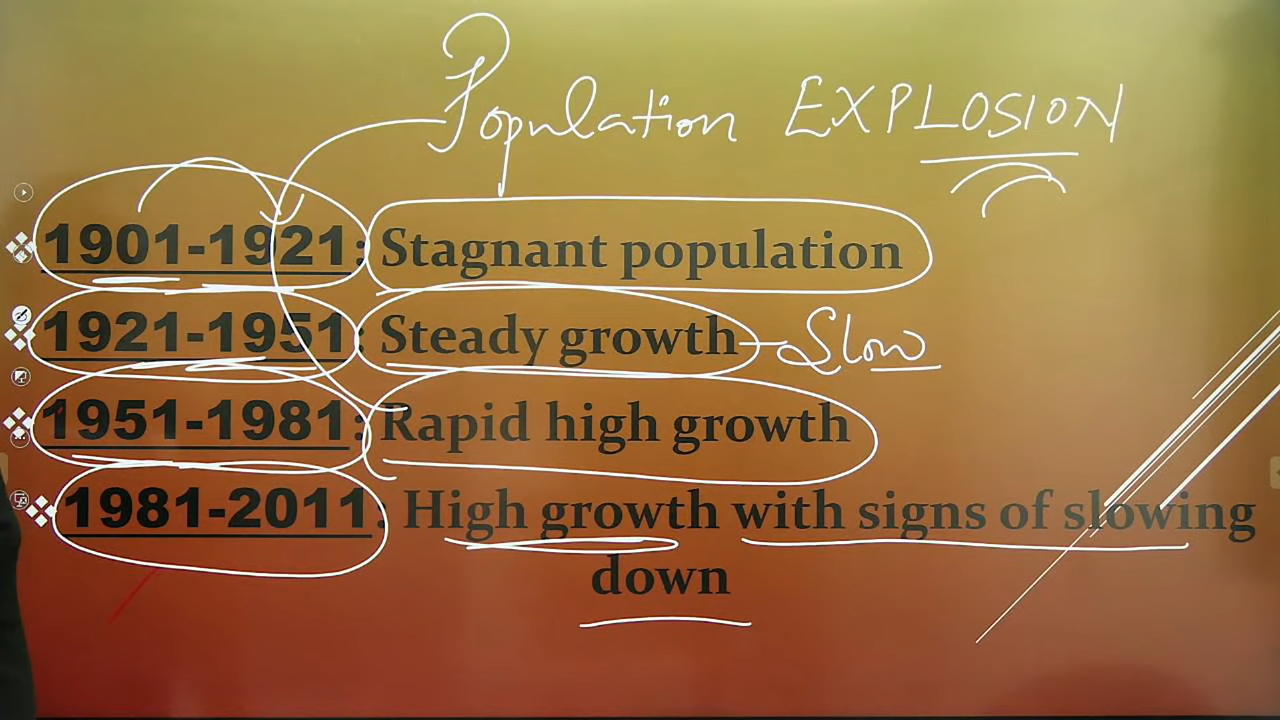 Population EXPLOSION
1901-1921: Stagnant population
1921-1951: Steady growth - Slow
1951-1981: Rapid high growth
1981-2011: High growth with signs of slowing
down